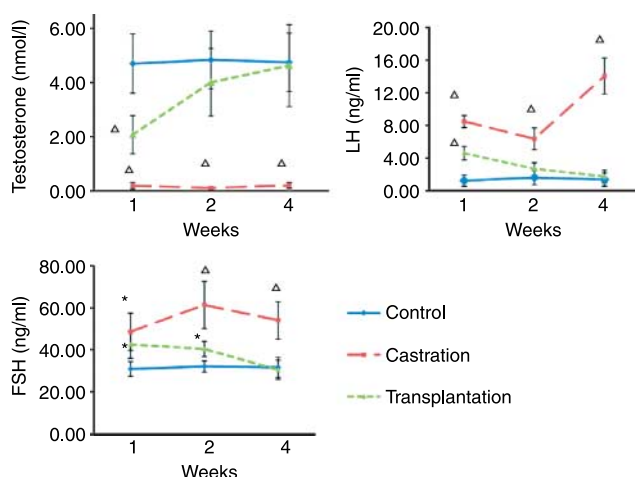 Testosterone (nmol/l)
6.00
4.00
2.00
0.00
Δ
Δ
Δ
Δ
1
2
4
Weeks
LH (ng/ml)
20.00
16.00
12.00
8.00
4.00
0.00
Δ
Δ
Δ
Δ
1
2
4
Weeks
FSH (ng/ml)
80.00
60.00
40.00
20.00
0.00
*
*
*
Δ
Δ
1
2
4
Weeks
Control
Castration
Transplantation